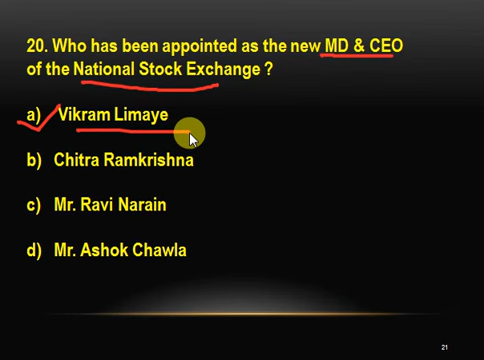 20. Who has been appointed as the new MD & CEO
of the National Stock Exchange ?
a) Vikram Limaye
b) Chitra Ramkrishna
c) Mr. Ravi Narain
d) Mr. Ashok Chawla
21